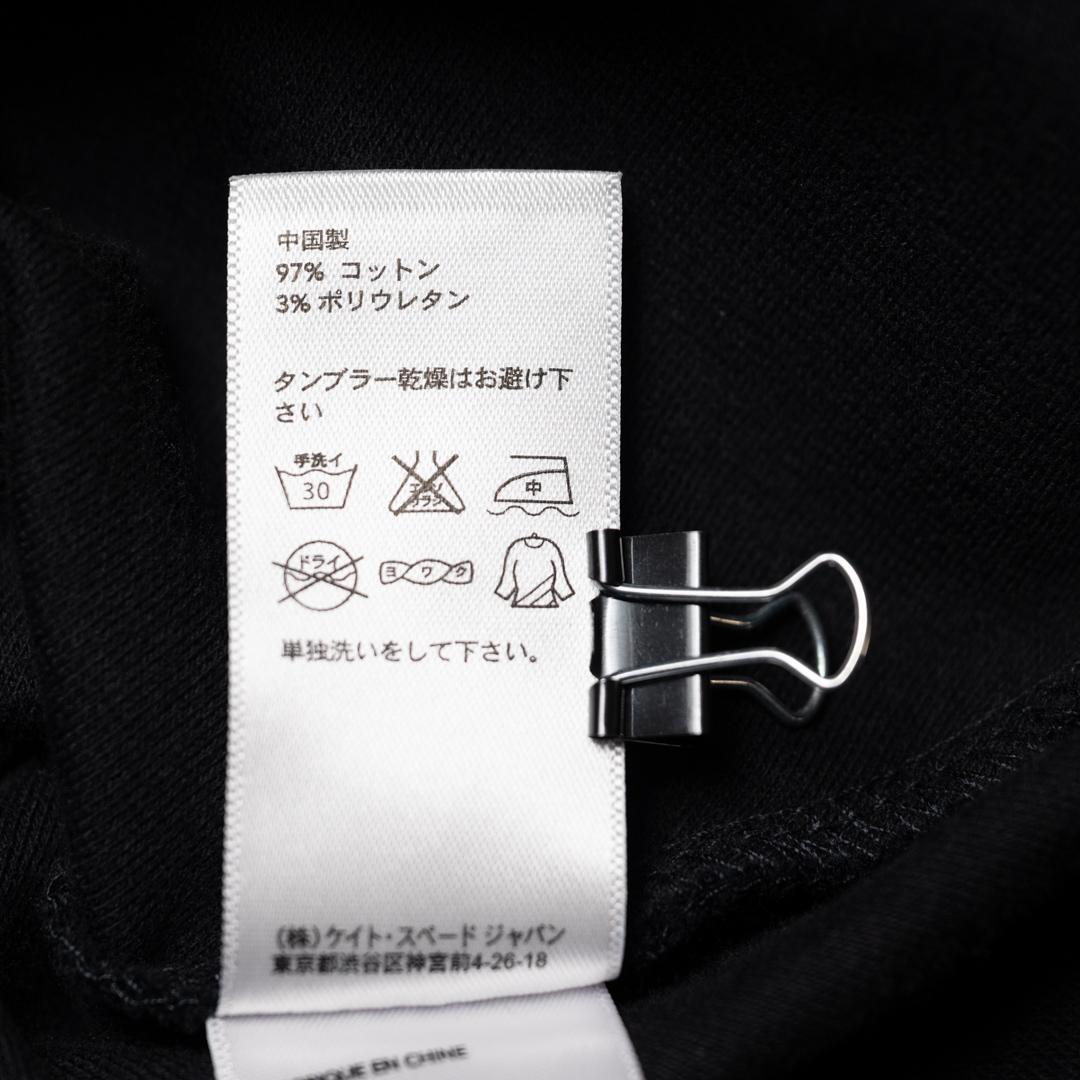 中国製
97% コットン
3% ポリウレタン
タンブラー乾燥はお避け下
さい
手洗イ
30
エンソ
サラシ
中
ドライ
ヨワク
単独洗いをして下さい。
(株)ケイト・スペード ジャパン
東京都渋谷区神宮前4-26-18
EN CHINE